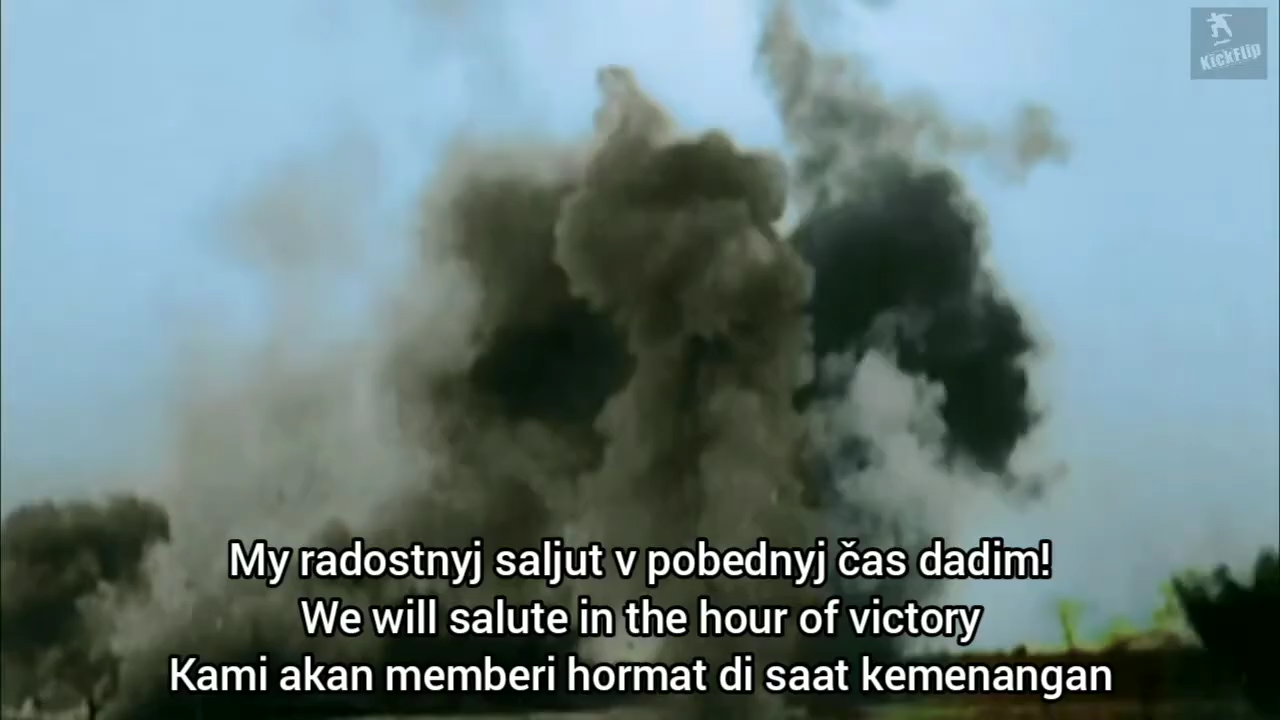 KickFlip
My radostnyj saljut v pobednyj čas dadim!
We will salute in the hour of victory
Kami akan memberi hormat di saat kemenangan